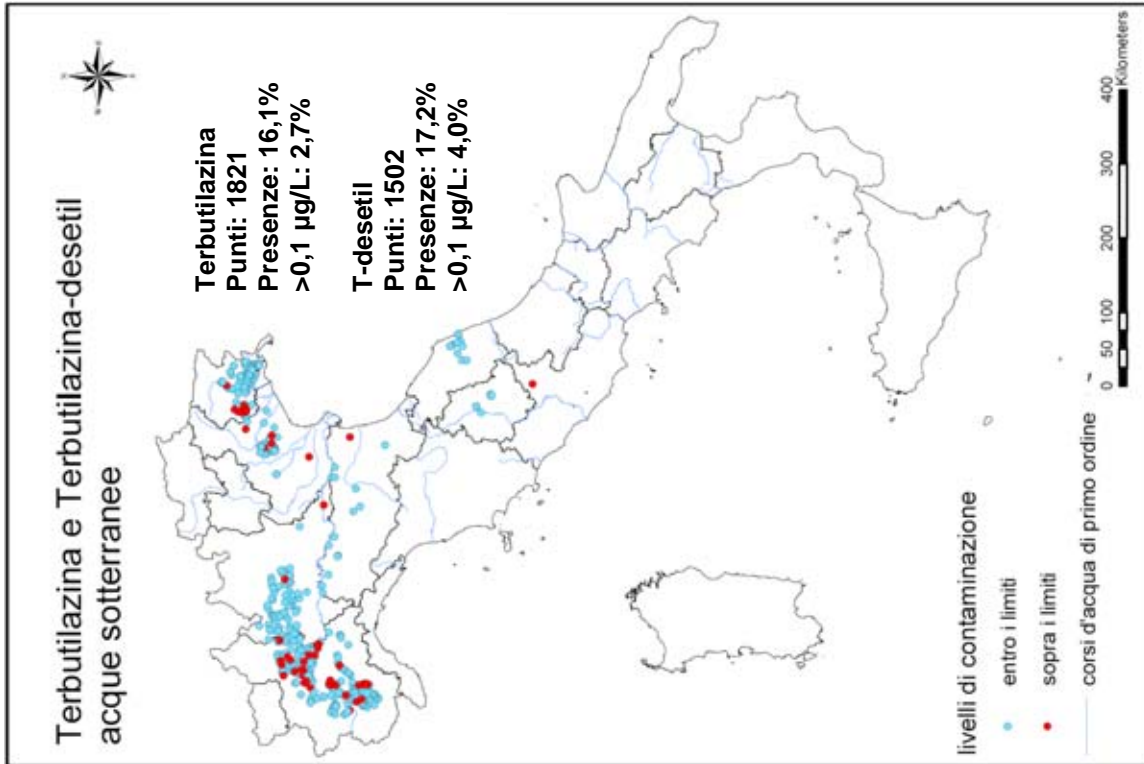 Terbutilazina e Terbutilazina-desetil
acque sotterranee
Terbutilazina
Punti: 1821
Presenze: 16,1%
>0,1 µg/L: 2,7%
T-desetil
Punti: 1502
Presenze: 17,2%
>0,1 µg/L: 4,0%
livelli di contaminazione
entro i limiti
sopra i limiti
corsi d'acqua di primo ordine
0 50 100 200 300 400
Kilometers